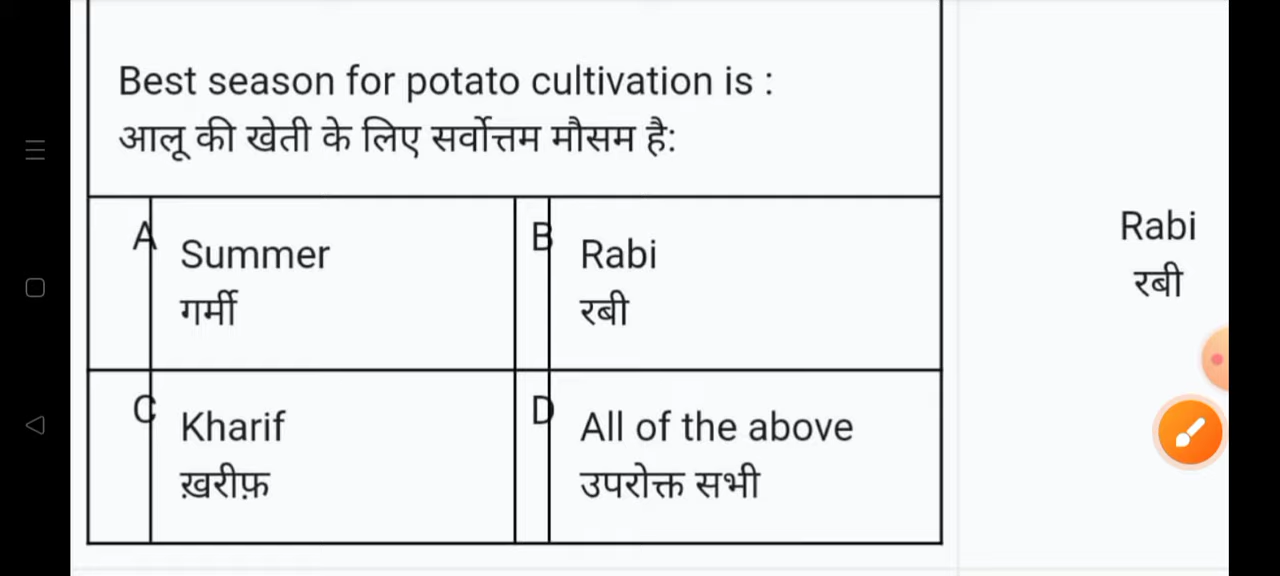 Best season for potato cultivation is :
आलू की खेती के लिए सर्वोत्तम मौसम है:
A
Summer
गर्मी
B
Rabi
रबी
C
Kharif
ख़रीफ़
D
All of the above
उपरोक्त सभी
Rabi
रबी